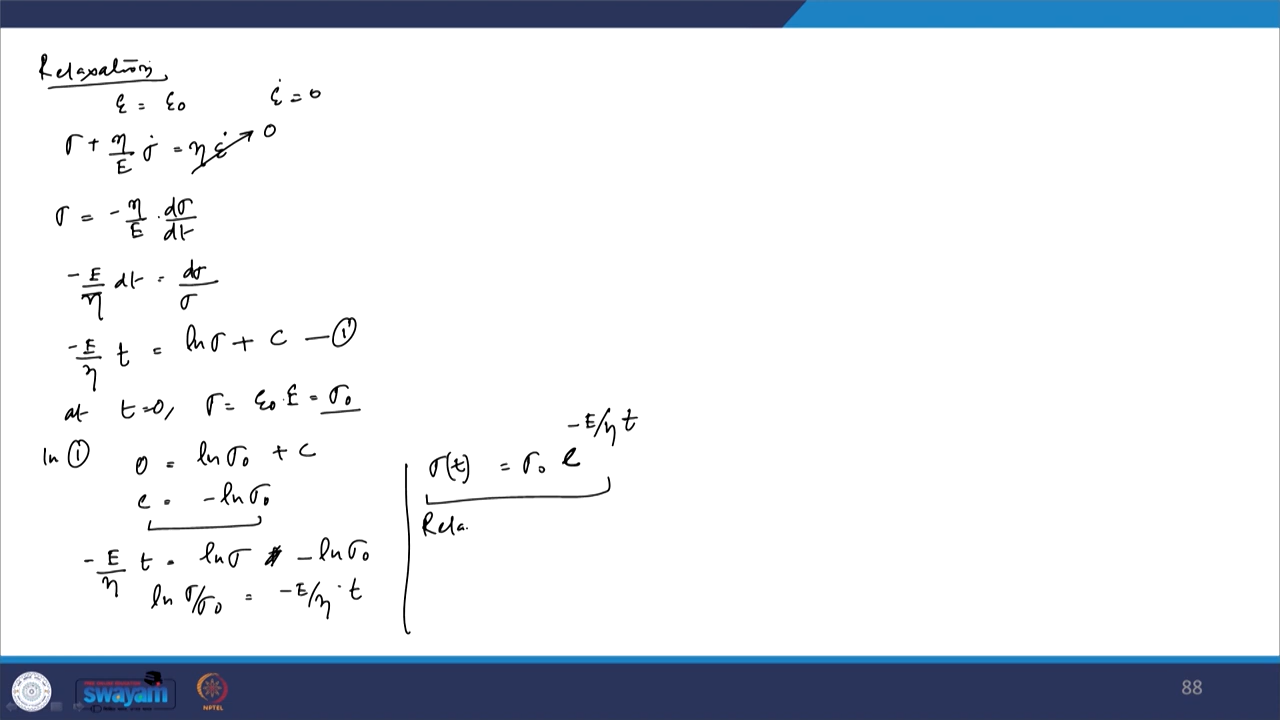 Relaxation
ε = ε₀ ε̇ = 0
σ + η/E σ̇ = η ε̇ → 0
σ = - η/E . dσ/dt
- E/η dt = dσ/σ
- E/η t = ln σ + c — ①
at t=0, σ = ε₀ . E = σ₀
In ① 0 = ln σ₀ + c
c = - ln σ₀
- E/η t = ln σ - ln σ₀
ln σ/σ₀ = - E/η . t
σ(t) = σ₀ e^(-E/η t)
Rela.
swayam
NPTEL
88